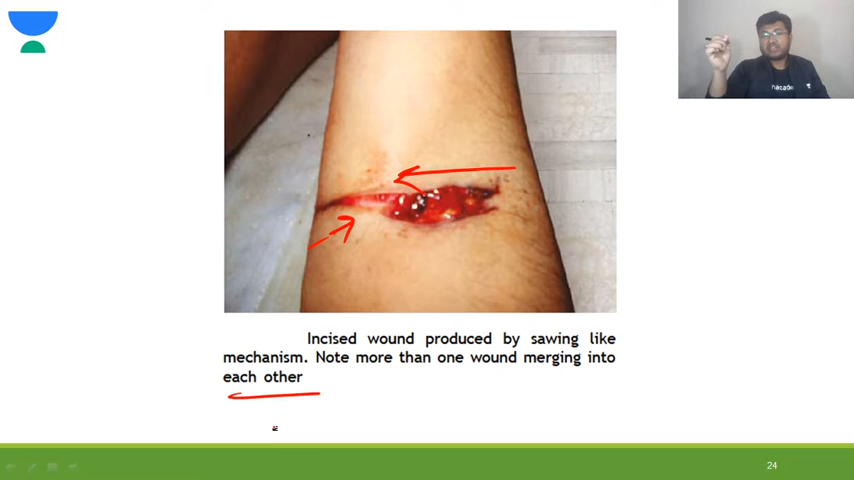 Incised wound produced by sawing like
mechanism. Note more than one wound merging into
each other
24